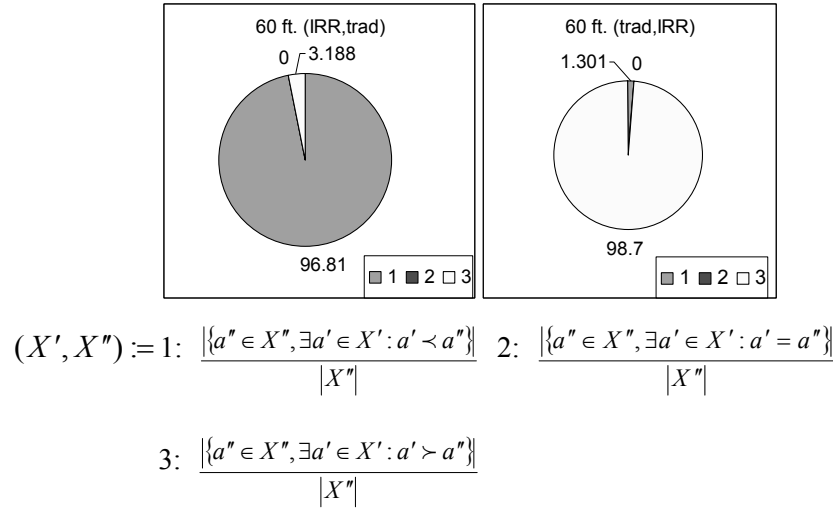 60 ft. (IRR,trad)
0 3.188
96.81
1 2 3
60 ft. (trad,IRR)
1.301 0
98.7
1 2 3
(X′, X″) := 1: |{a″ ∈ X″, ∃a′ ∈ X′ : a′ ≺ a″}| / |X″| 2: |{a″ ∈ X″, ∃a′ ∈ X′ : a′ = a″}| / |X″|
3: |{a″ ∈ X″, ∃a′ ∈ X′ : a′ ≻ a″}| / |X″|